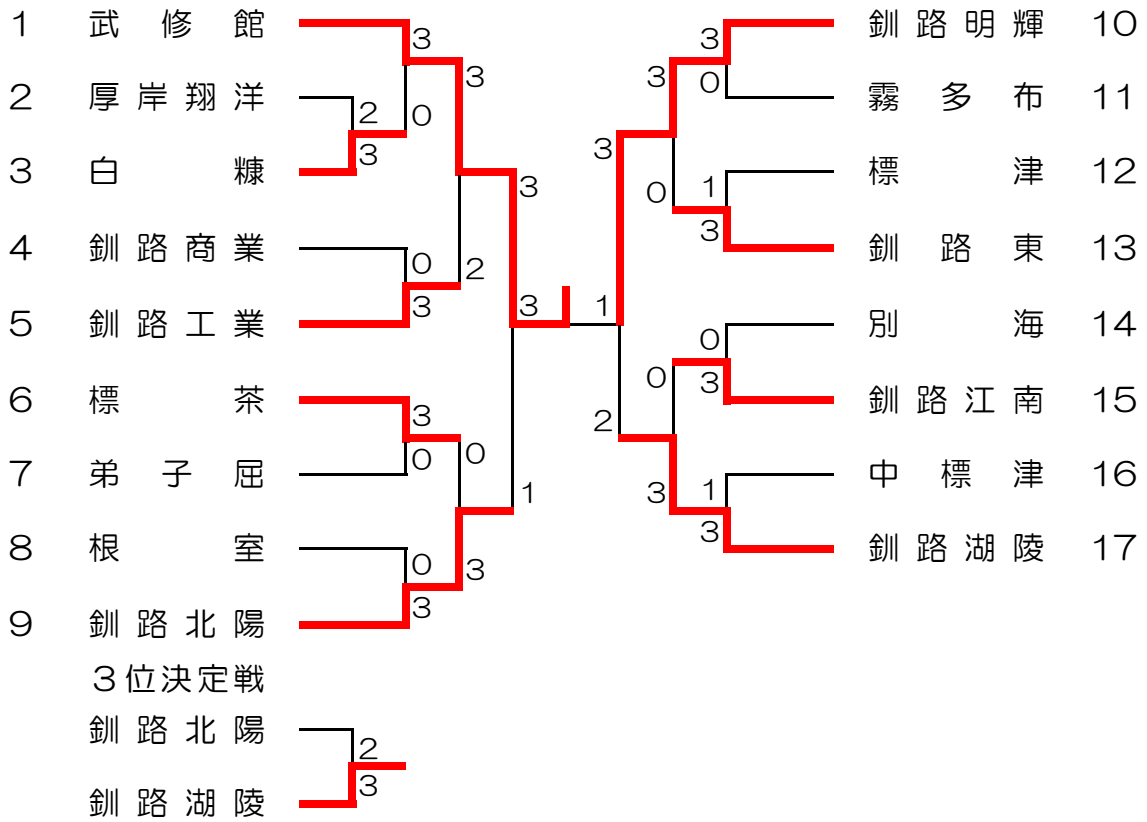 1 武修館 3 3 釧路明輝 10
3 3
2 厚岸翔洋 2 0 0 霧多布 11
3 3
3 白糠 3 0 1 標津 12
3
4 釧路商業 0 2 釧路東 13
3 3 1
5 釧路工業 別海 14
0
6 標茶 3 0 3 釧路江南 15
0 0 2
7 弟子屈 中標津 16
1 3 1
8 根室 0 3 3 釧路湖陵 17
3
9 釧路北陽
3位決定戦
釧路北陽 2
3
釧路湖陵